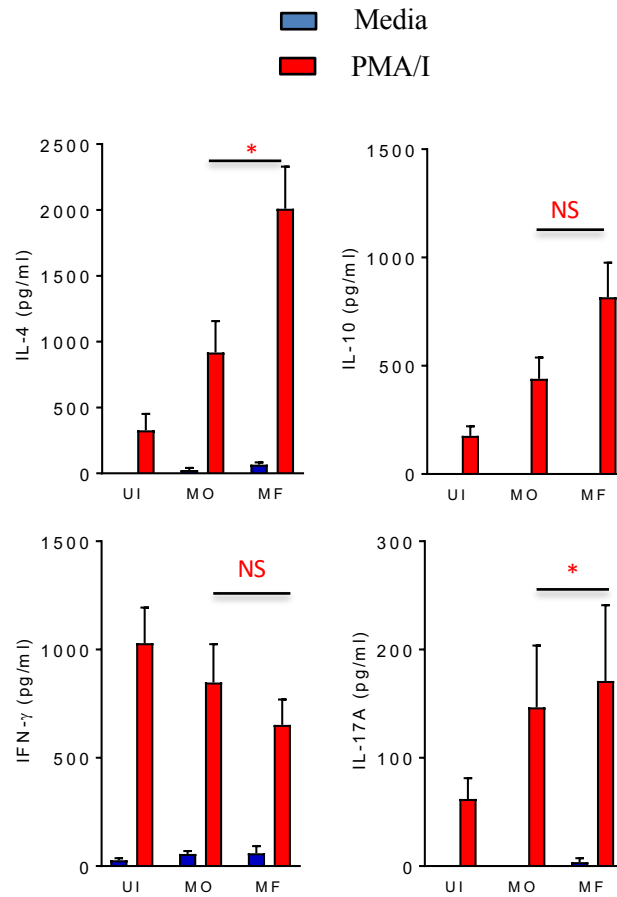 Media
PMA/I
IL-4 (pg/ml)
2500
2000
1500
1000
500
0
*
UI MO MF
IL-10 (pg/ml)
1500
1000
500
0
NS
UI MO MF
IFN-γ (pg/ml)
1500
1000
500
0
NS
UI MO MF
IL-17A (pg/ml)
300
200
100
0
*
UI MO MF